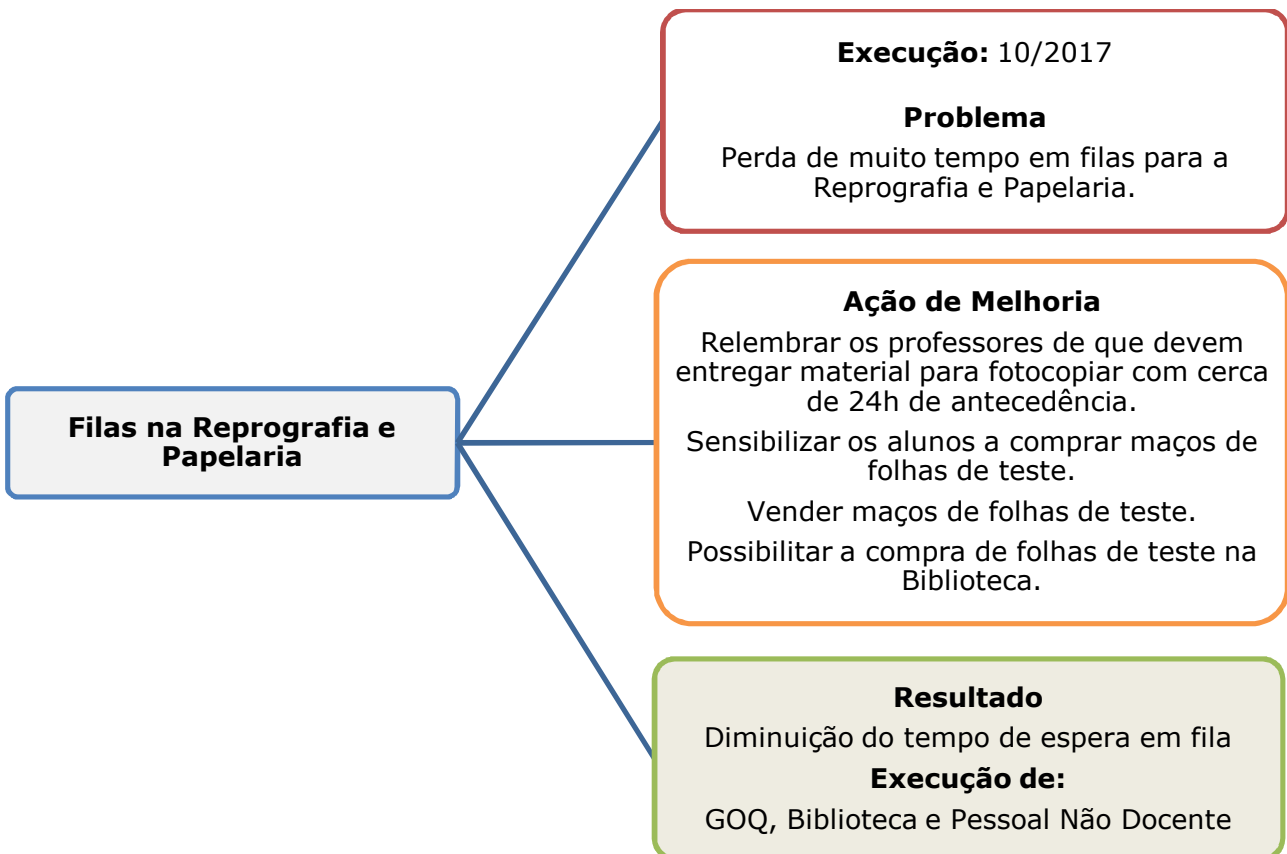 Filas na Reprografia e
Papelaria
Execução: 10/2017
Problema
Perda de muito tempo em filas para a
Reprografia e Papelaria.
Ação de Melhoria
Relembrar os professores de que devem
entregar material para fotocopiar com cerca
de 24h de antecedência.
Sensibilizar os alunos a comprar maços de
folhas de teste.
Vender maços de folhas de teste.
Possibilitar a compra de folhas de teste na
Biblioteca.
Resultado
Diminuição do tempo de espera em fila
Execução de:
GOQ, Biblioteca e Pessoal Não Docente